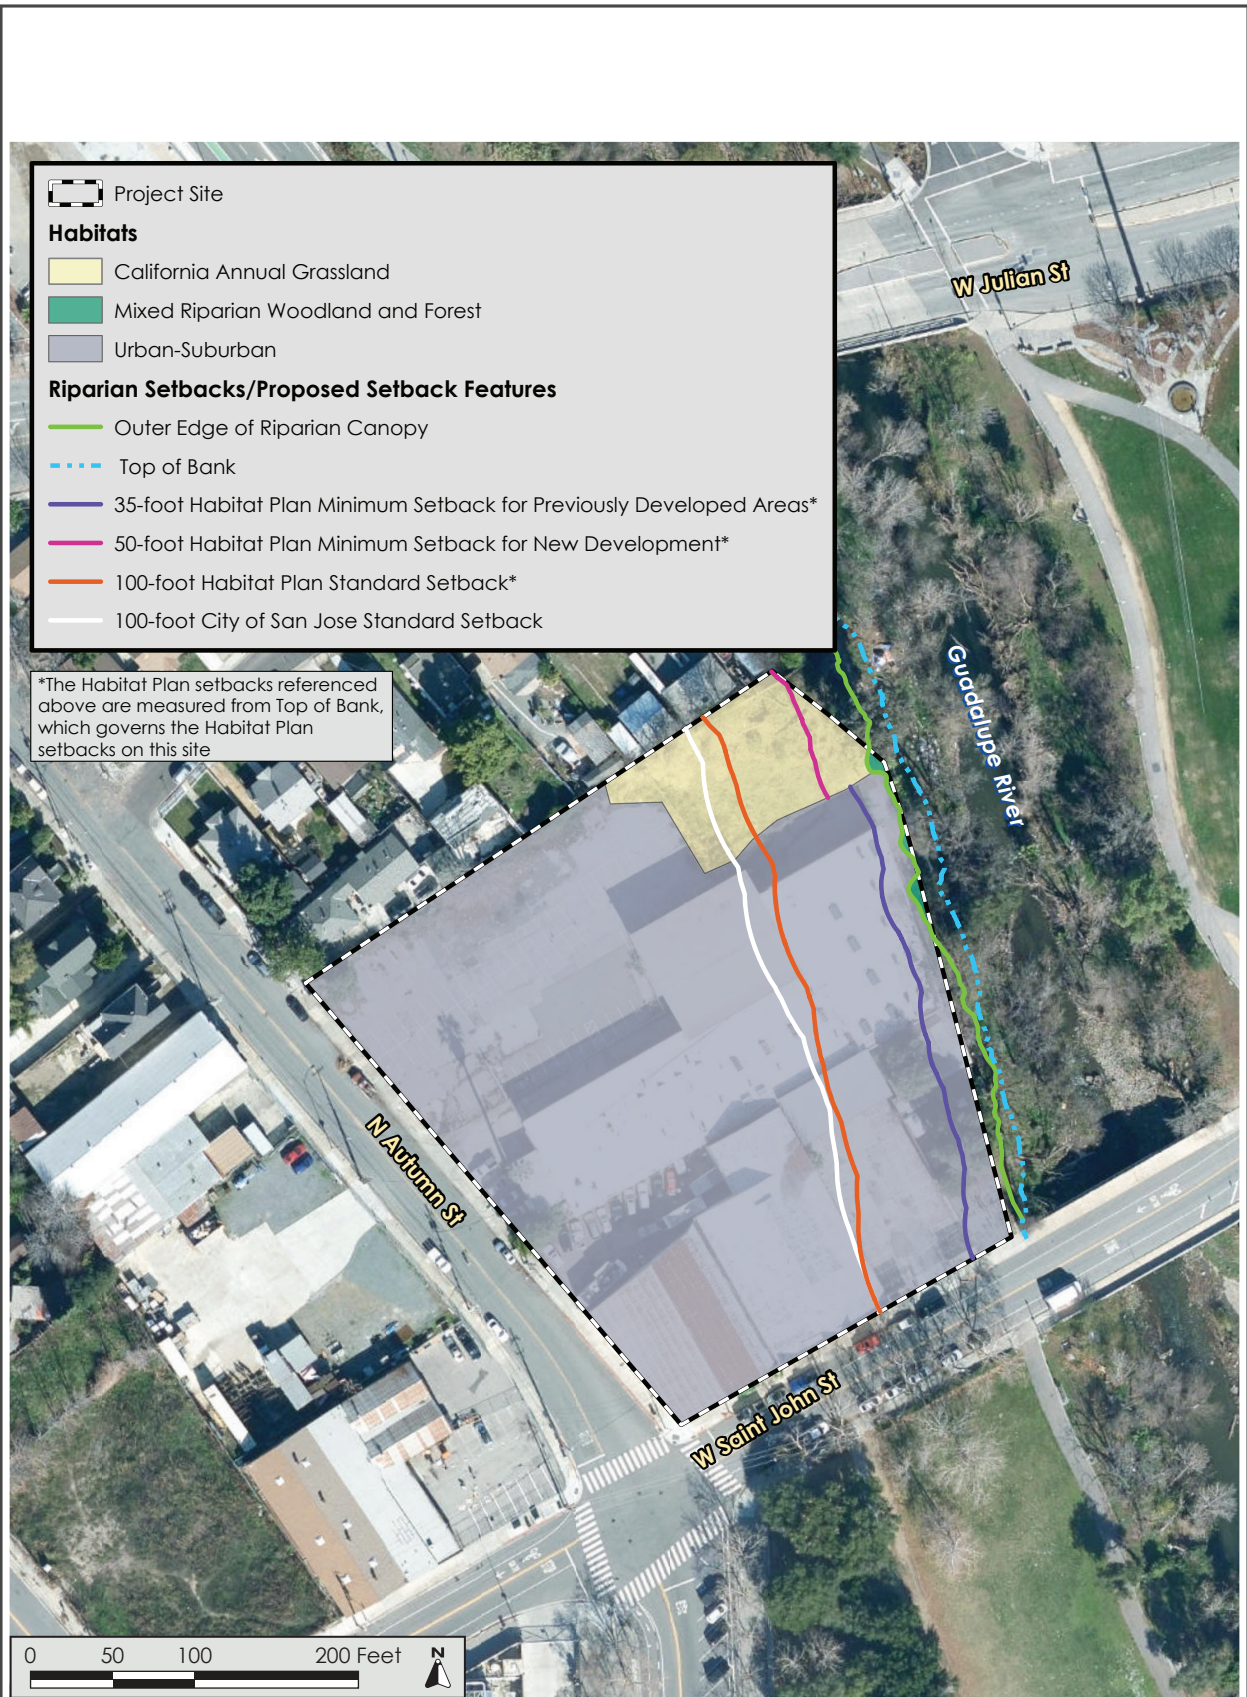 Project Site
Habitats
California Annual Grassland
Mixed Riparian Woodland and Forest
Urban-Suburban
Riparian Setbacks/Proposed Setback Features
Outer Edge of Riparian Canopy
Top of Bank
35-foot Habitat Plan Minimum Setback for Previously Developed Areas*
50-foot Habitat Plan Minimum Setback for New Development*
100-foot Habitat Plan Standard Setback*
100-foot City of San Jose Standard Setback
*The Habitat Plan setbacks referenced
above are measured from Top of Bank,
which governs the Habitat Plan
setbacks on this site
W Julian St
Guadalupe River
N Autumn St
W Saint John St
0 50 100 200 Feet
N